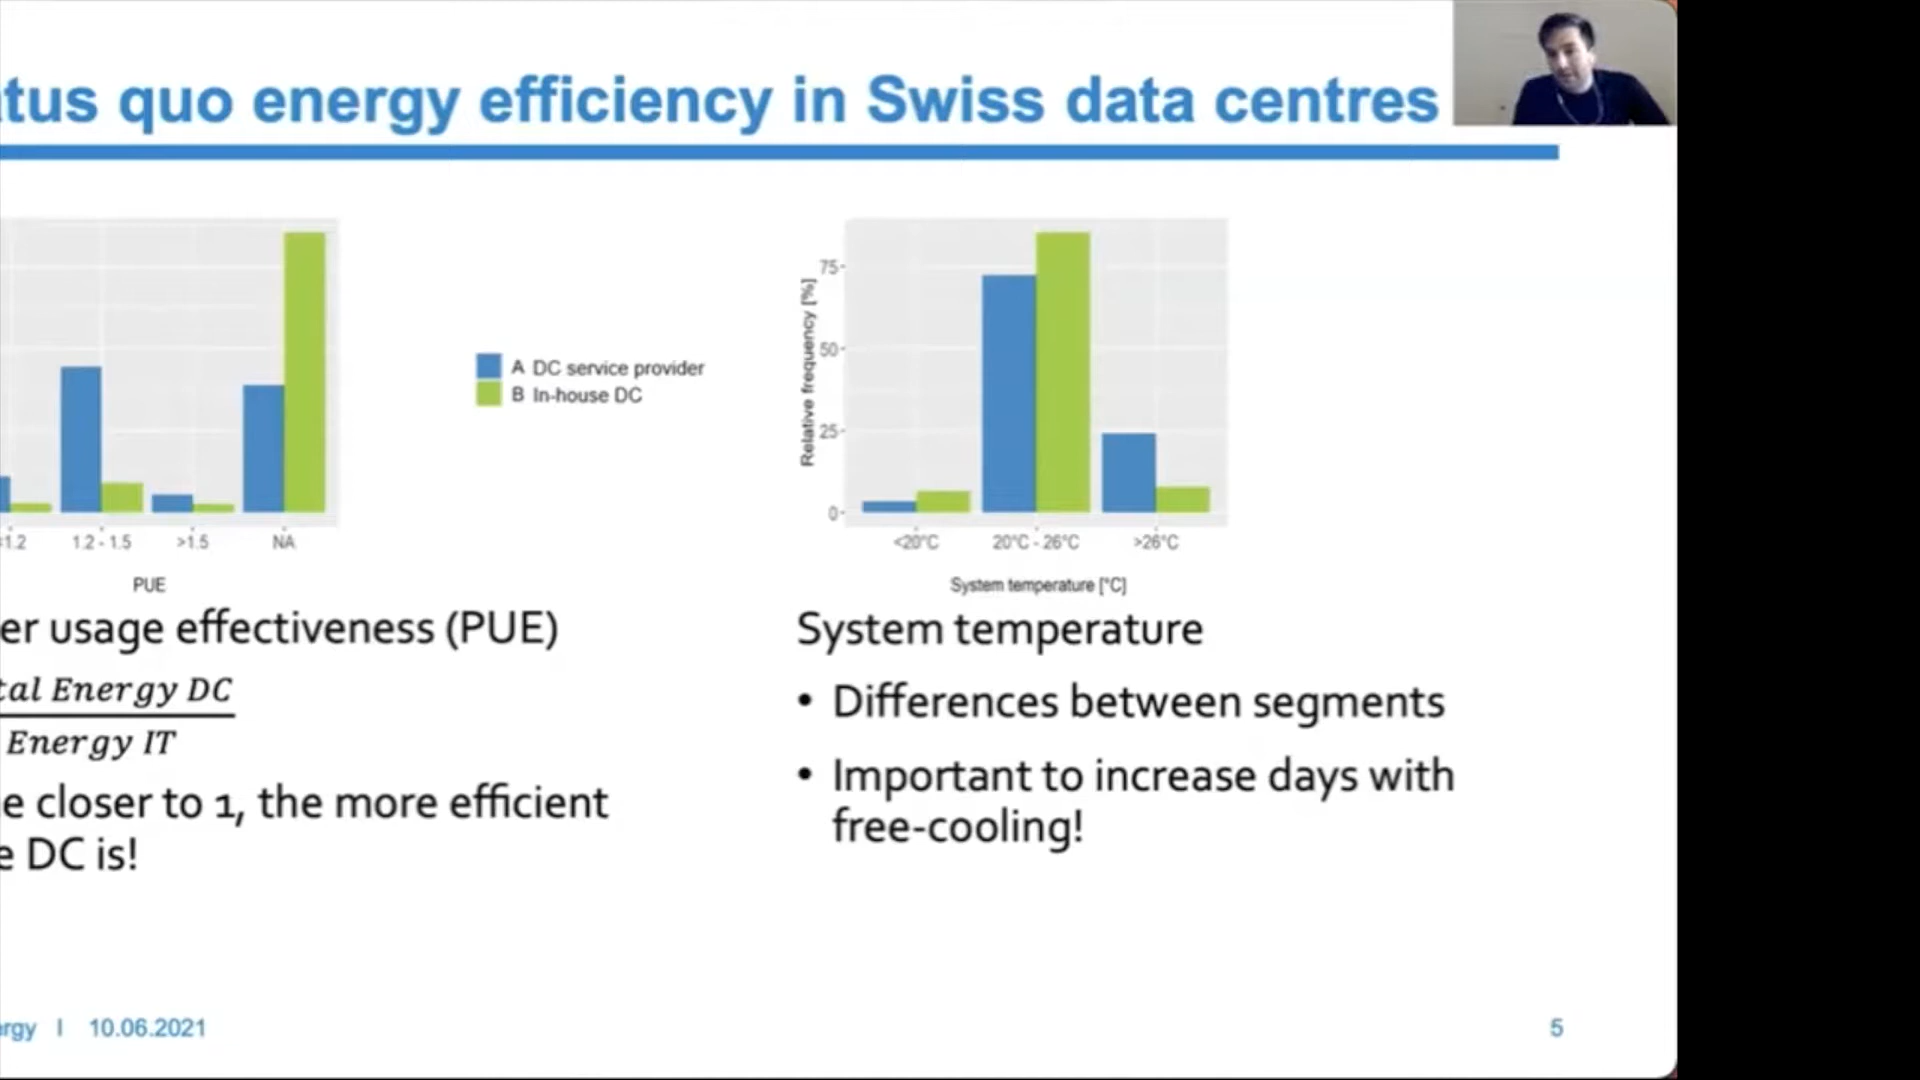 tus quo energy efficiency in Swiss data centres
<1.2
1.2 - 1.5
>1.5
NA
PUE
A DC service provider
B In-house DC
Relative frequency [%]
75
50
25
0
<20°C
20°C - 26°C
>26°C
System temperature [°C]
er usage effectiveness (PUE)
tal Energy DC
Energy IT
e closer to 1, the more efficient
e DC is!
System temperature
• Differences between segments
• Important to increase days with
free-cooling!
rgy | 10.06.2021
5